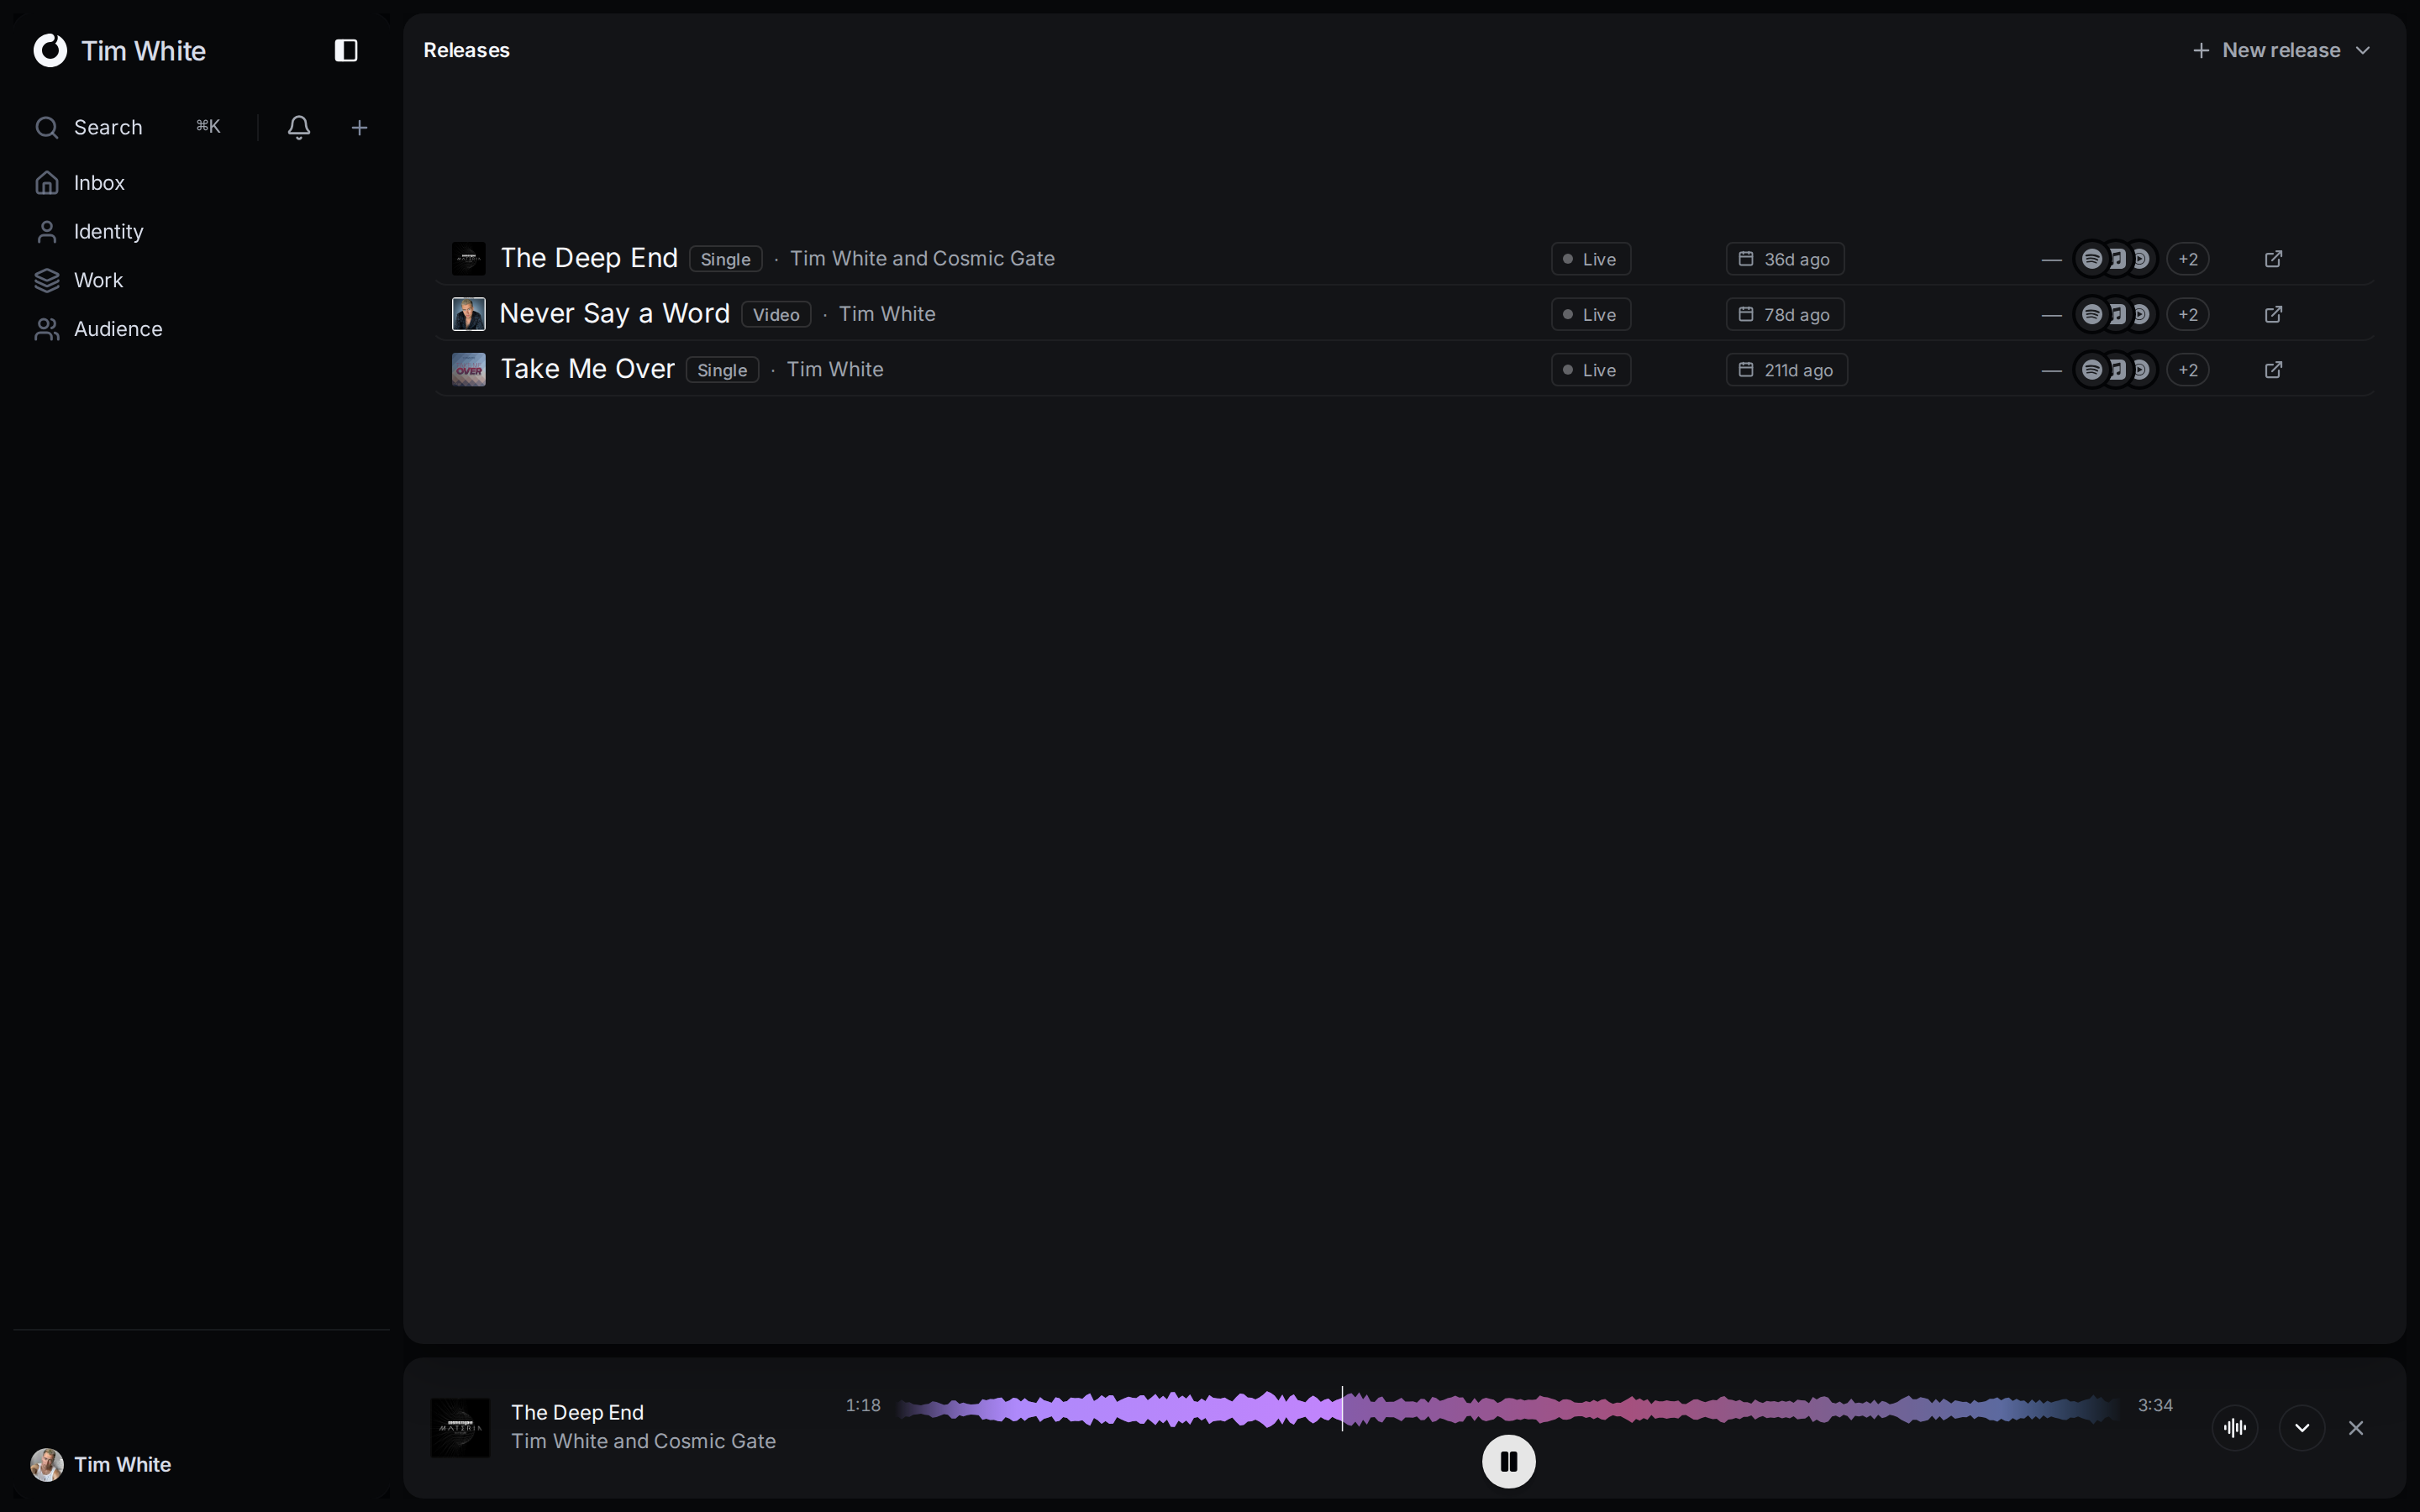 Tim White
Releases
+ New release
Search ⌘K
Inbox
Identity
Work
Audience
The Deep End Single · Tim White and Cosmic Gate Live 36d ago — +2
Never Say a Word Video · Tim White Live 78d ago — +2
OVER
Take Me Over Single · Tim White Live 211d ago — +2
MATERIA
The Deep End
Tim White and Cosmic Gate
1:18
3:34
Tim White